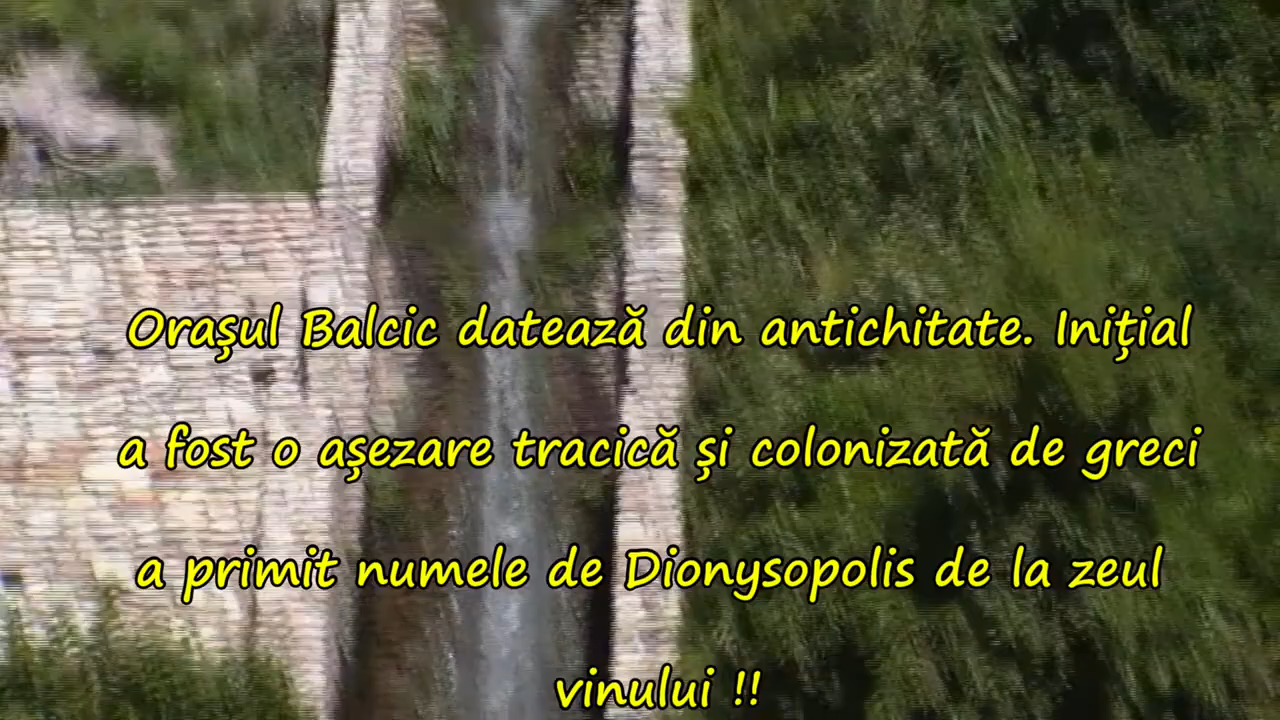 Orașul Balcic datează din antichitate. Inițial
a fost o așezare tracică și colonizată de greci
a primit numele de Dionysopolis de la zeul
vinului !!